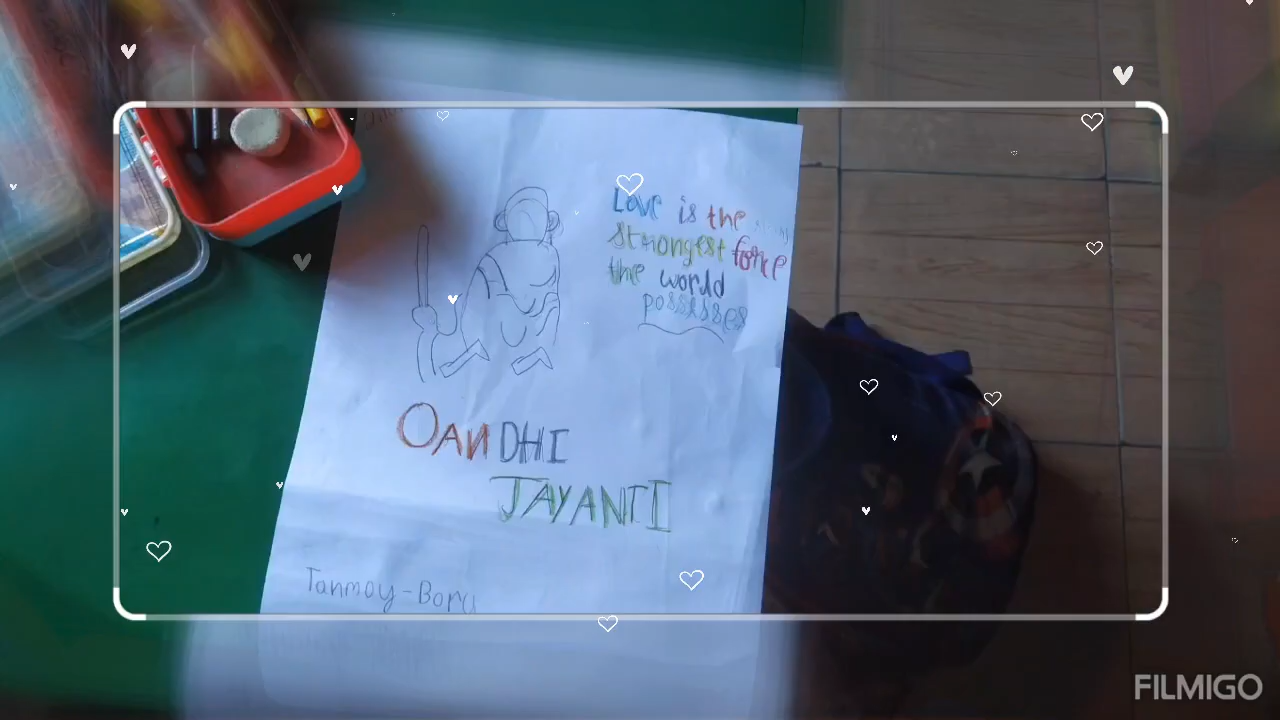 Love is the
strongest force
the world
possesses
OANDHI
JAYANTI
Tanmoy-Bora
FILMIGO